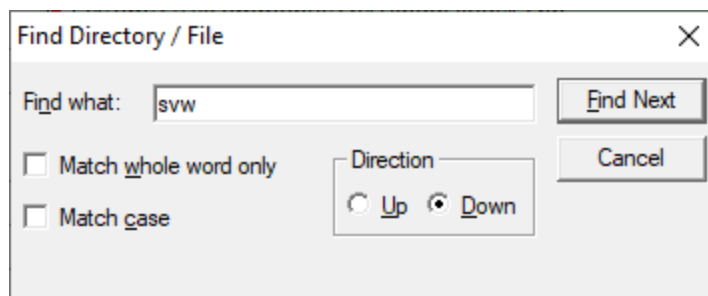 Find Directory / File
Find what: svw Find Next
Match whole word only Direction Cancel
Match case Up Down